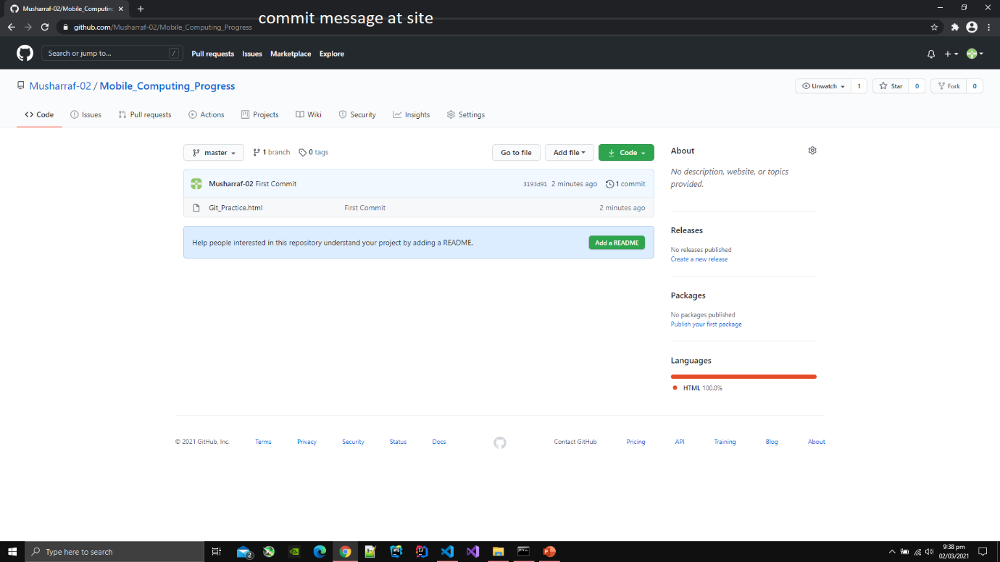 Musharraf-02/Mobile_Computing
commit message at site
github.com/Musharraf-02/Mobile_Computing_Progress
Search or jump to... / Pull requests Issues Marketplace Explore
Musharraf-02 / Mobile_Computing_Progress Unwatch 1 Star 0 Fork 0
Code Issues Pull requests Actions Projects Wiki Security Insights Settings
master 1 branch 0 tags Go to file Add file Code
Musharraf-02 First Commit 3193d91 2 minutes ago 1 commit
Git_Practice.html First Commit 2 minutes ago
Help people interested in this repository understand your project by adding a README. Add a README
About
No description, website, or topics
provided.
Releases
No releases published
Create a new release
Packages
No packages published
Publish your first package
Languages
HTML 100.0%
© 2021 GitHub, Inc. Terms Privacy Security Status Docs Contact GitHub Pricing API Training Blog About
Type here to search
2
WS
9:38 pm
02/03/2021